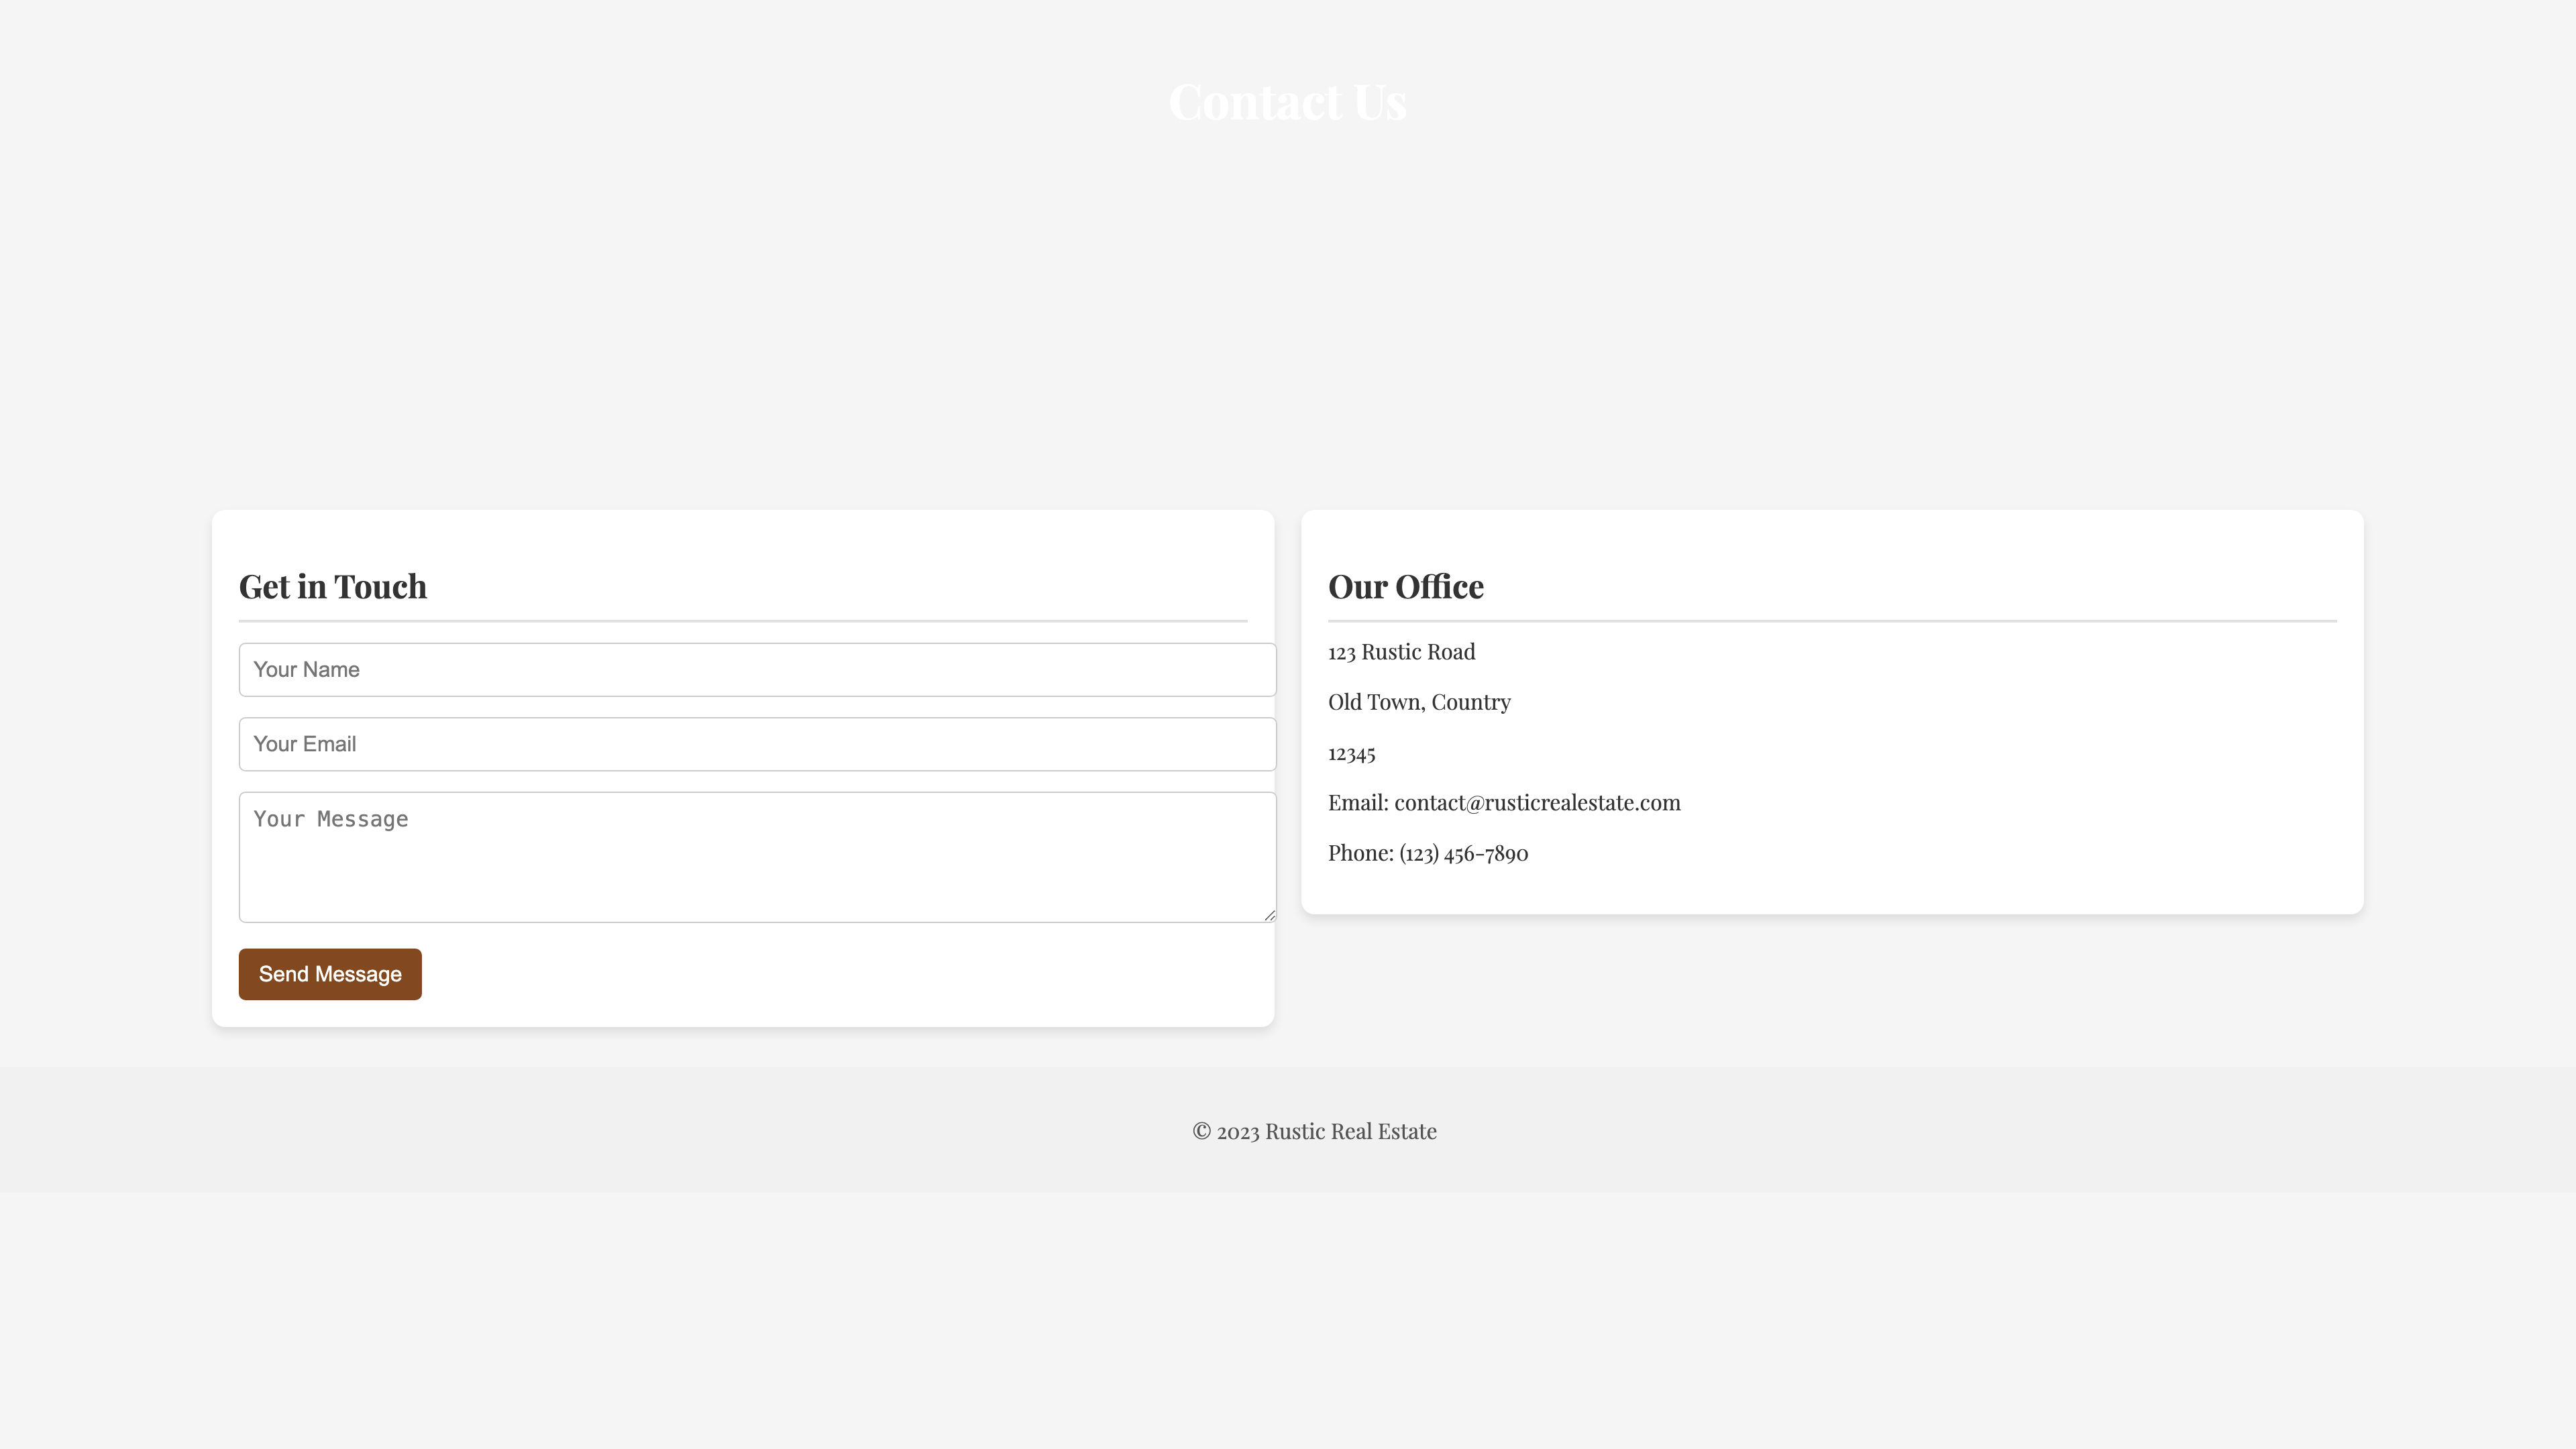 Contact Us
Get in Touch
Your Name
Your Email
Your Message
Send Message
Our Office
123 Rustic Road
Old Town, Country
12345
Email: contact@rusticrealestate.com
Phone: (123) 456-7890
© 2023 Rustic Real Estate